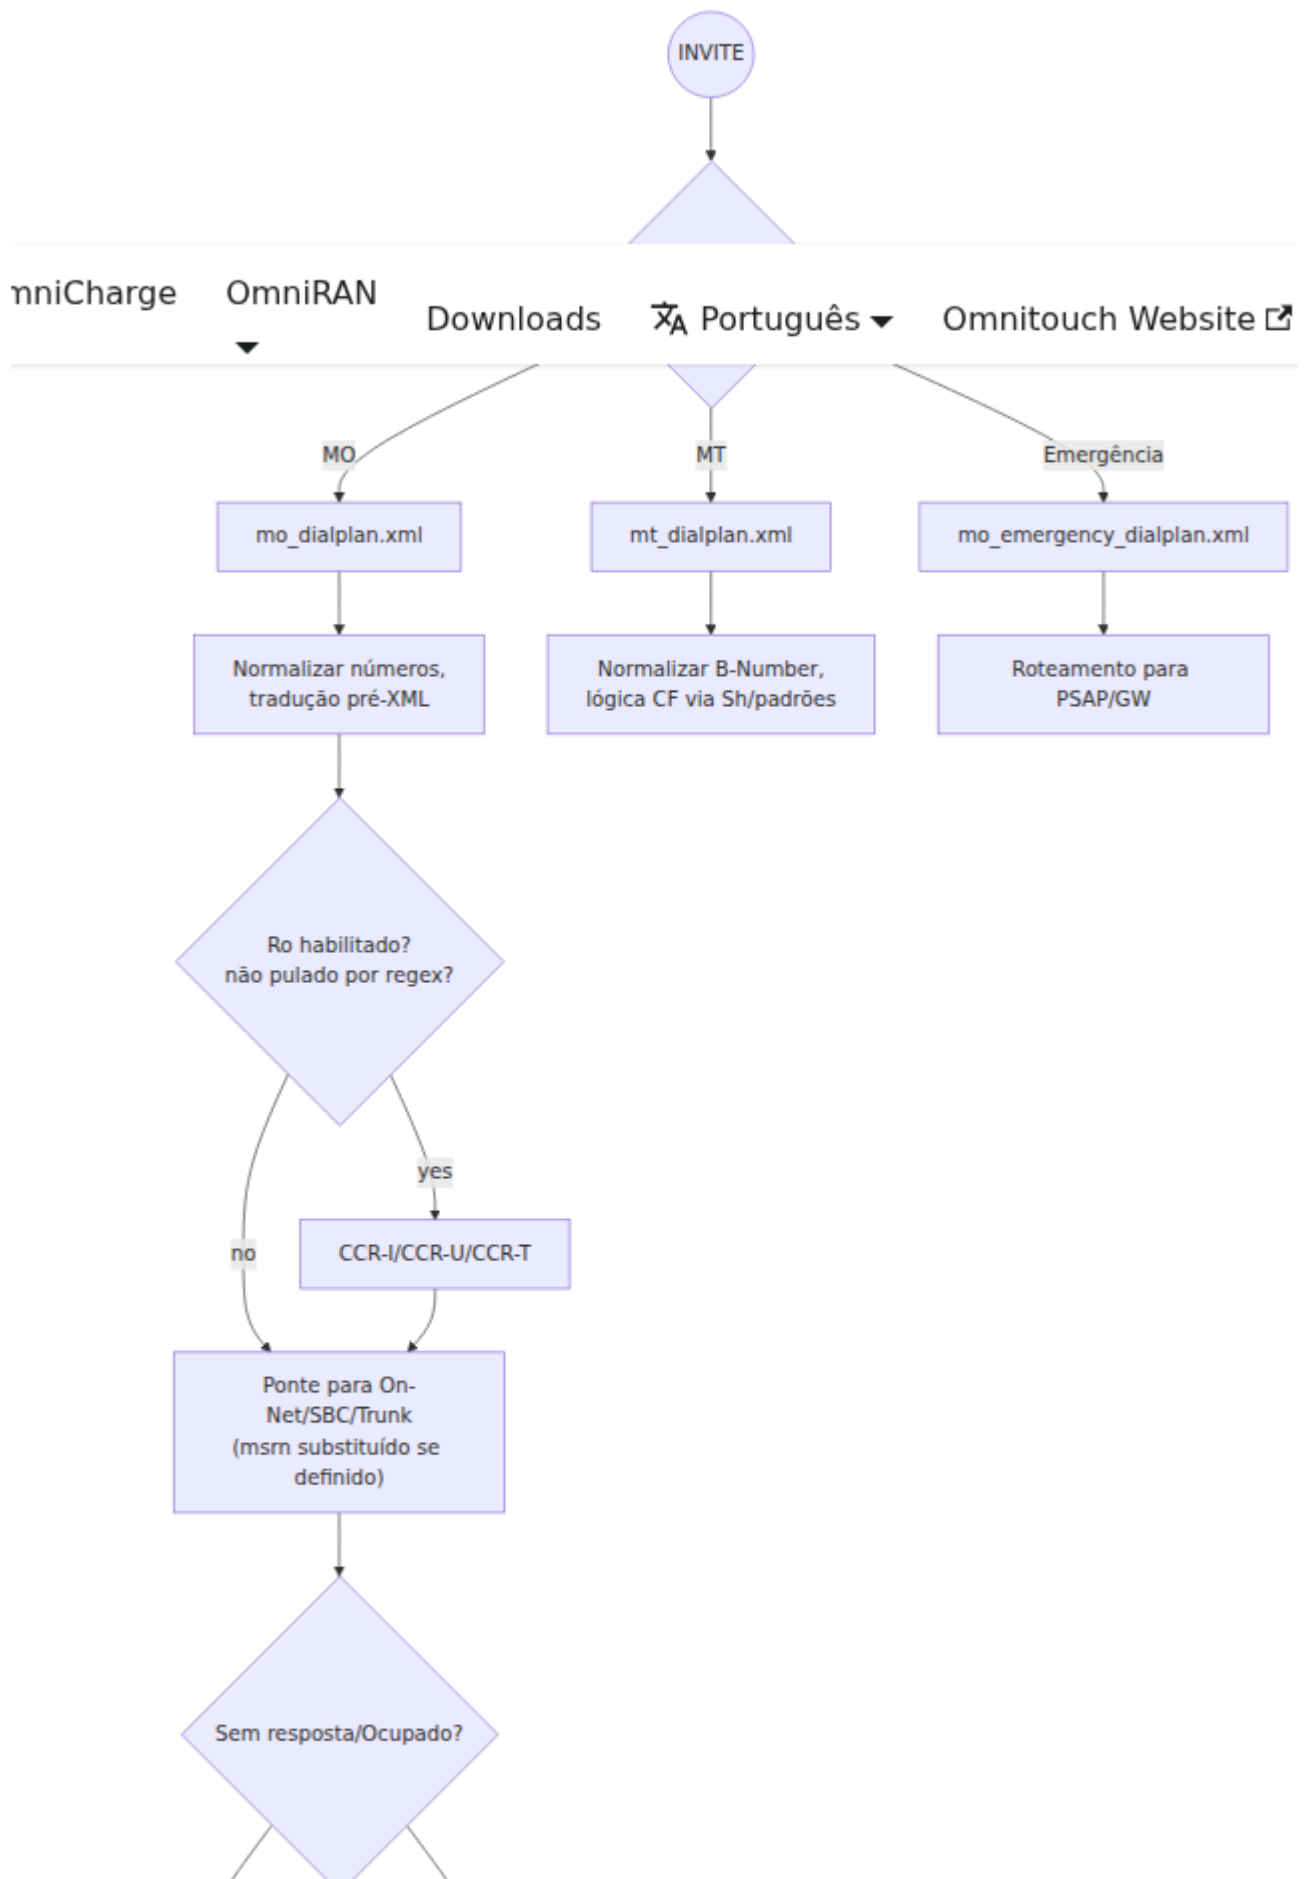 INVITE
mniCharge
OmniRAN
Downloads
Português
Omnitouch Website
MO
MT
Emergência
mo_dialplan.xml
mt_dialplan.xml
mo_emergency_dialplan.xml
Normalizar números,
tradução pré-XML
Normalizar B-Number,
lógica CF via Sh/padrões
Roteamento para
PSAP/GW
Ro habilitado?
não pulado por regex?
yes
no
CCR-I/CCR-U/CCR-T
Ponte para On-
Net/SBC/Trunk
(msrn substituído se
definido)
Sem resposta/Ocupado?